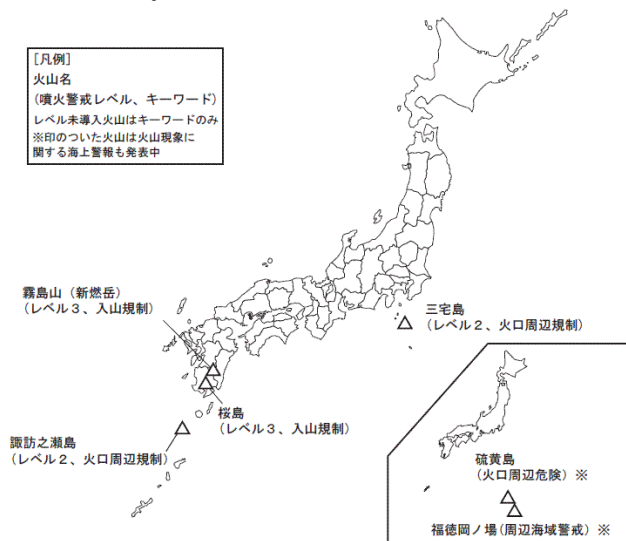 [凡例]
火山名
(噴火警戒レベル、キーワード)
レベル未導入火山はキーワードのみ
※印のついた火山は火山現象に
関する海上警報も発表中
霧島山（新燃岳）
（レベル３、入山規制）
三宅島
（レベル２、火口周辺規制）
桜島
（レベル３、入山規制）
諏訪之瀬島
（レベル２、火口周辺規制）
硫黄島
（火口周辺危険）※
福徳岡ノ場(周辺海域警戒）※